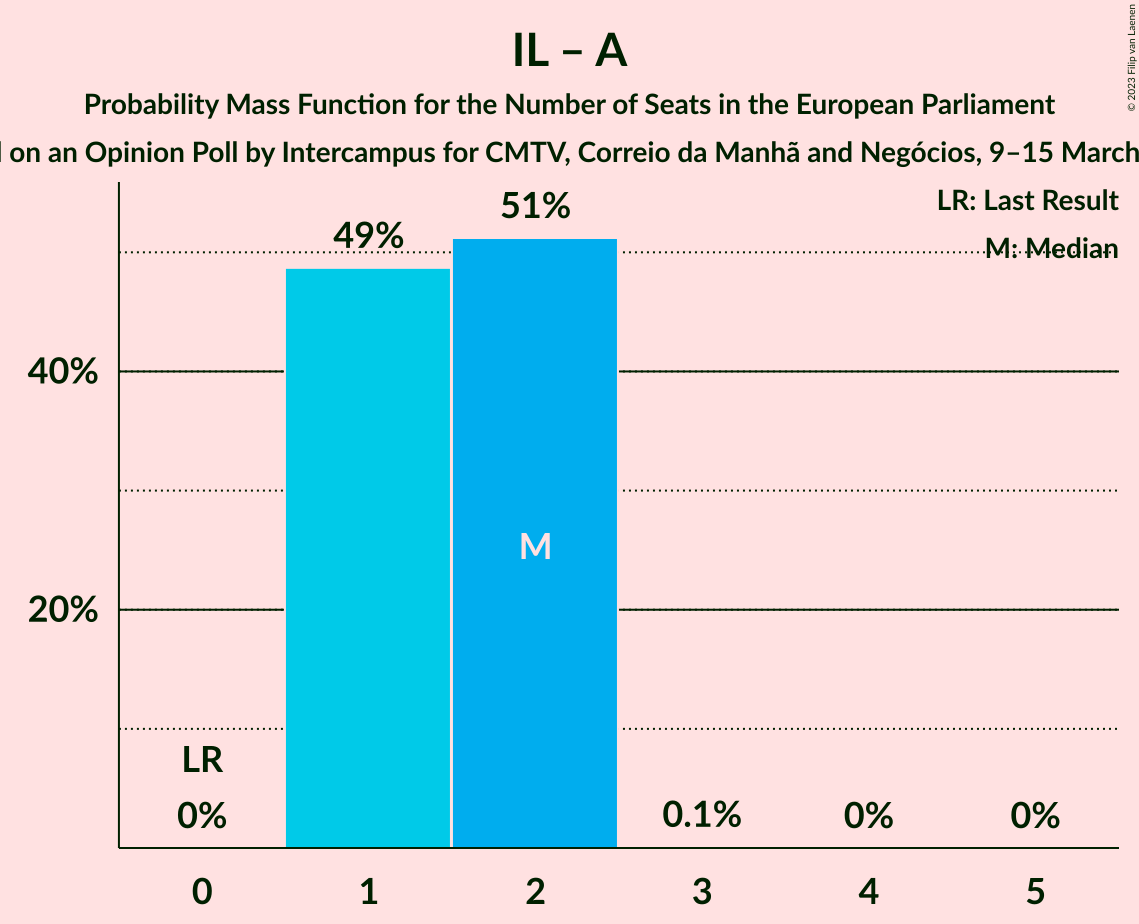 IL – A
© 2023 Filip van Laenen
Probability Mass Function for the Number of Seats in the European Parliament
on an Opinion Poll by Intercampus for CMTV, Correio da Manhã and Negócios, 9–15 March
LR: Last Result
M: Median
51%
49%
40%
M
20%
LR
0%
0.1%
0%
0%
0 1 2 3 4 5